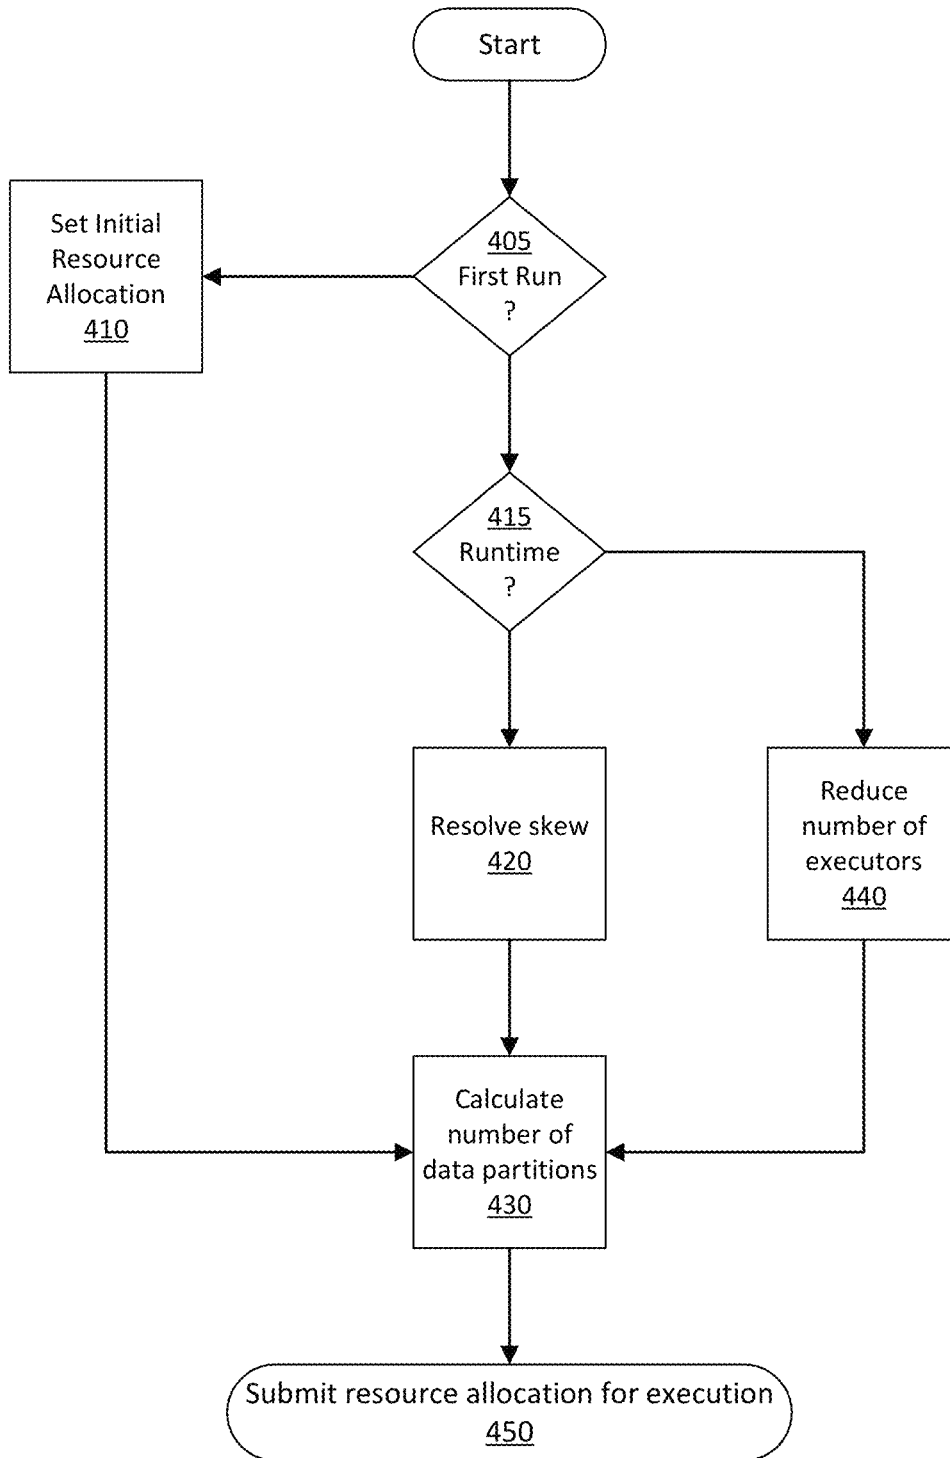 Start
Set Initial
Resource
Allocation
410
405
First Run
?
415
Runtime
?
Resolve skew
420
Reduce
number of
executors
440
Calculate
number of
data partitions
430
Submit resource allocation for execution
450